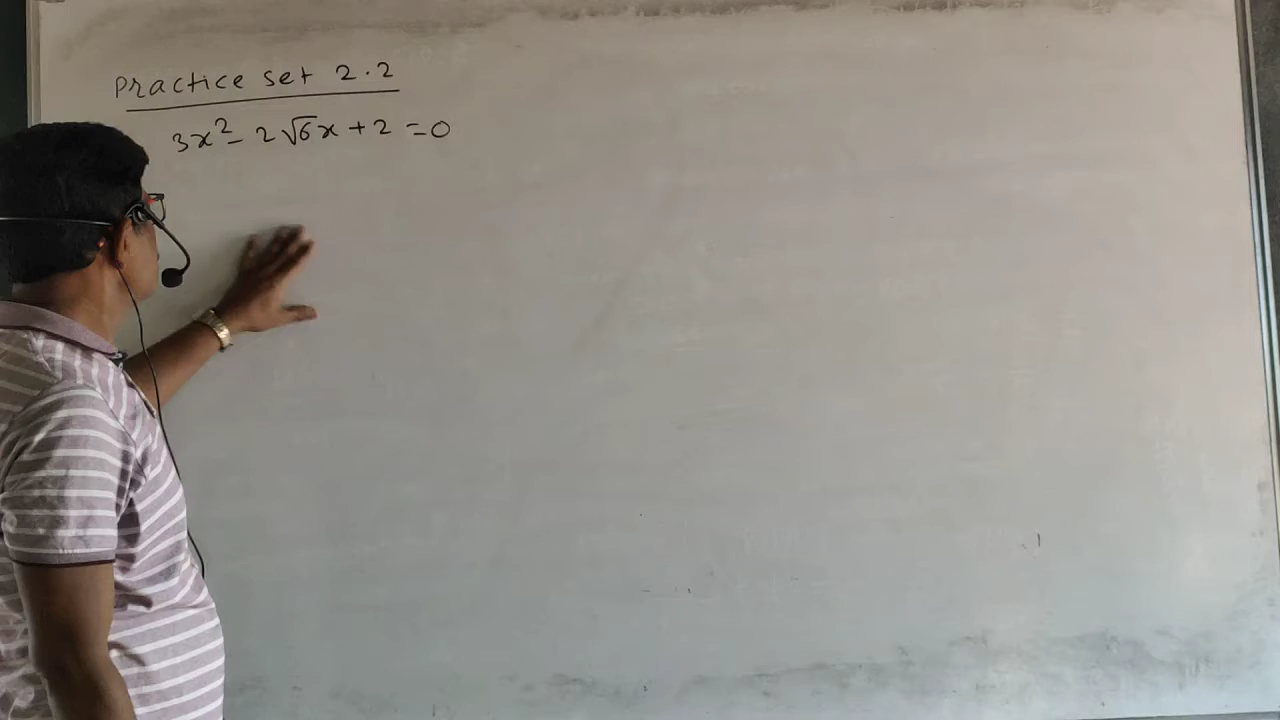 Practice set 2.2
3x² - 2√6x + 2 = 0